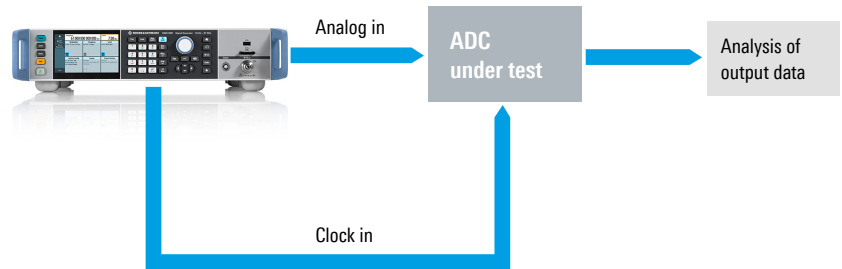 Analog in
ADC
under test
Analysis of
output data
Clock in